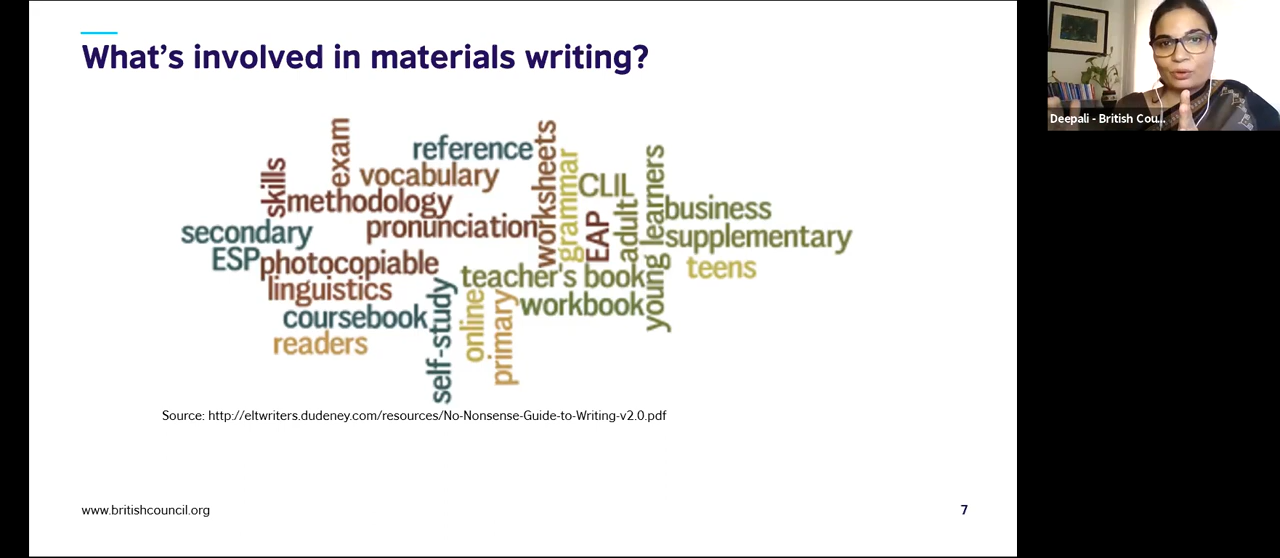 What's involved in materials writing?
exam
reference
worksheets
skills
vocabulary
grammar
CLIL
young learners
methodology
EAP
adult
business
secondary
pronunciation
supplementary
ESP
photocopiable
teens
linguistics
teacher's book
coursebook
self-study
online
primary
workbook
readers
Source: http://eltwriters.dudeney.com/resources/No-Nonsense-Guide-to-Writing-v2.0.pdf
www.britishcouncil.org
7
Deepali - British Cou...